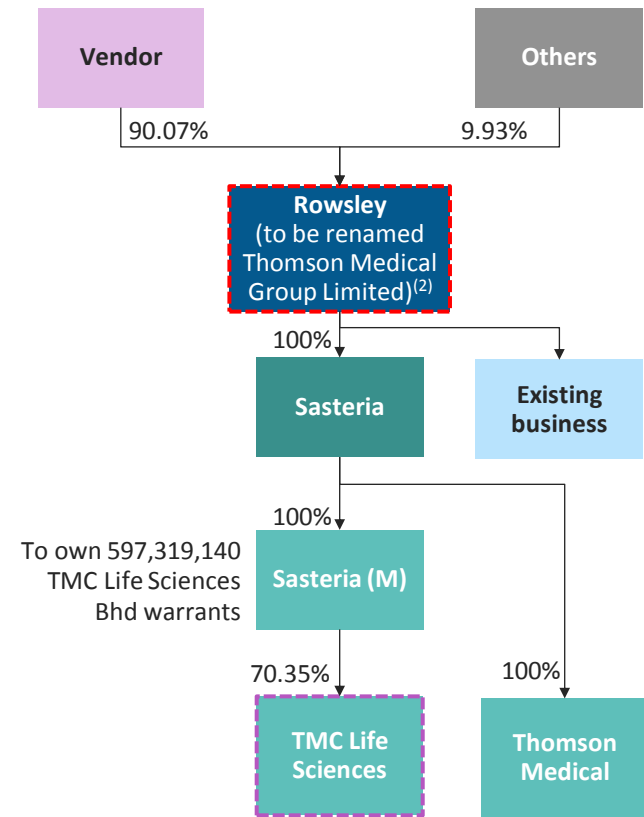 Vendor
Others
90.07%
9.93%
Rowsley
(to be renamed
Thomson Medical
Group Limited)(2)
100%
Sasteria
Existing
business
100%
To own 597,319,140
TMC Life Sciences
Bhd warrants
Sasteria (M)
70.35%
100%
TMC Life
Sciences
Thomson
Medical